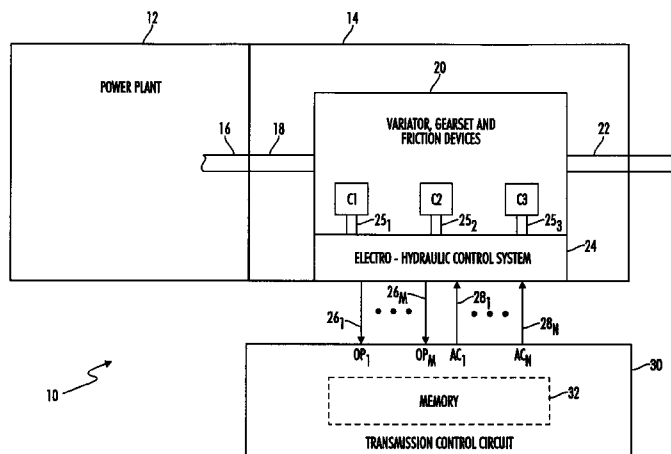 12
14
POWER PLANT
20
VARIATOR, GEARSET AND
FRICTION DEVICES
16
18
22
C1
C2
C3
25₁
25₂
25₃
24
ELECTRO - HYDRAULIC CONTROL SYSTEM
26₁
26M
28₁
28N
OP₁
OPM
AC₁
ACN
30
10
32
MEMORY
TRANSMISSION CONTROL CIRCUIT